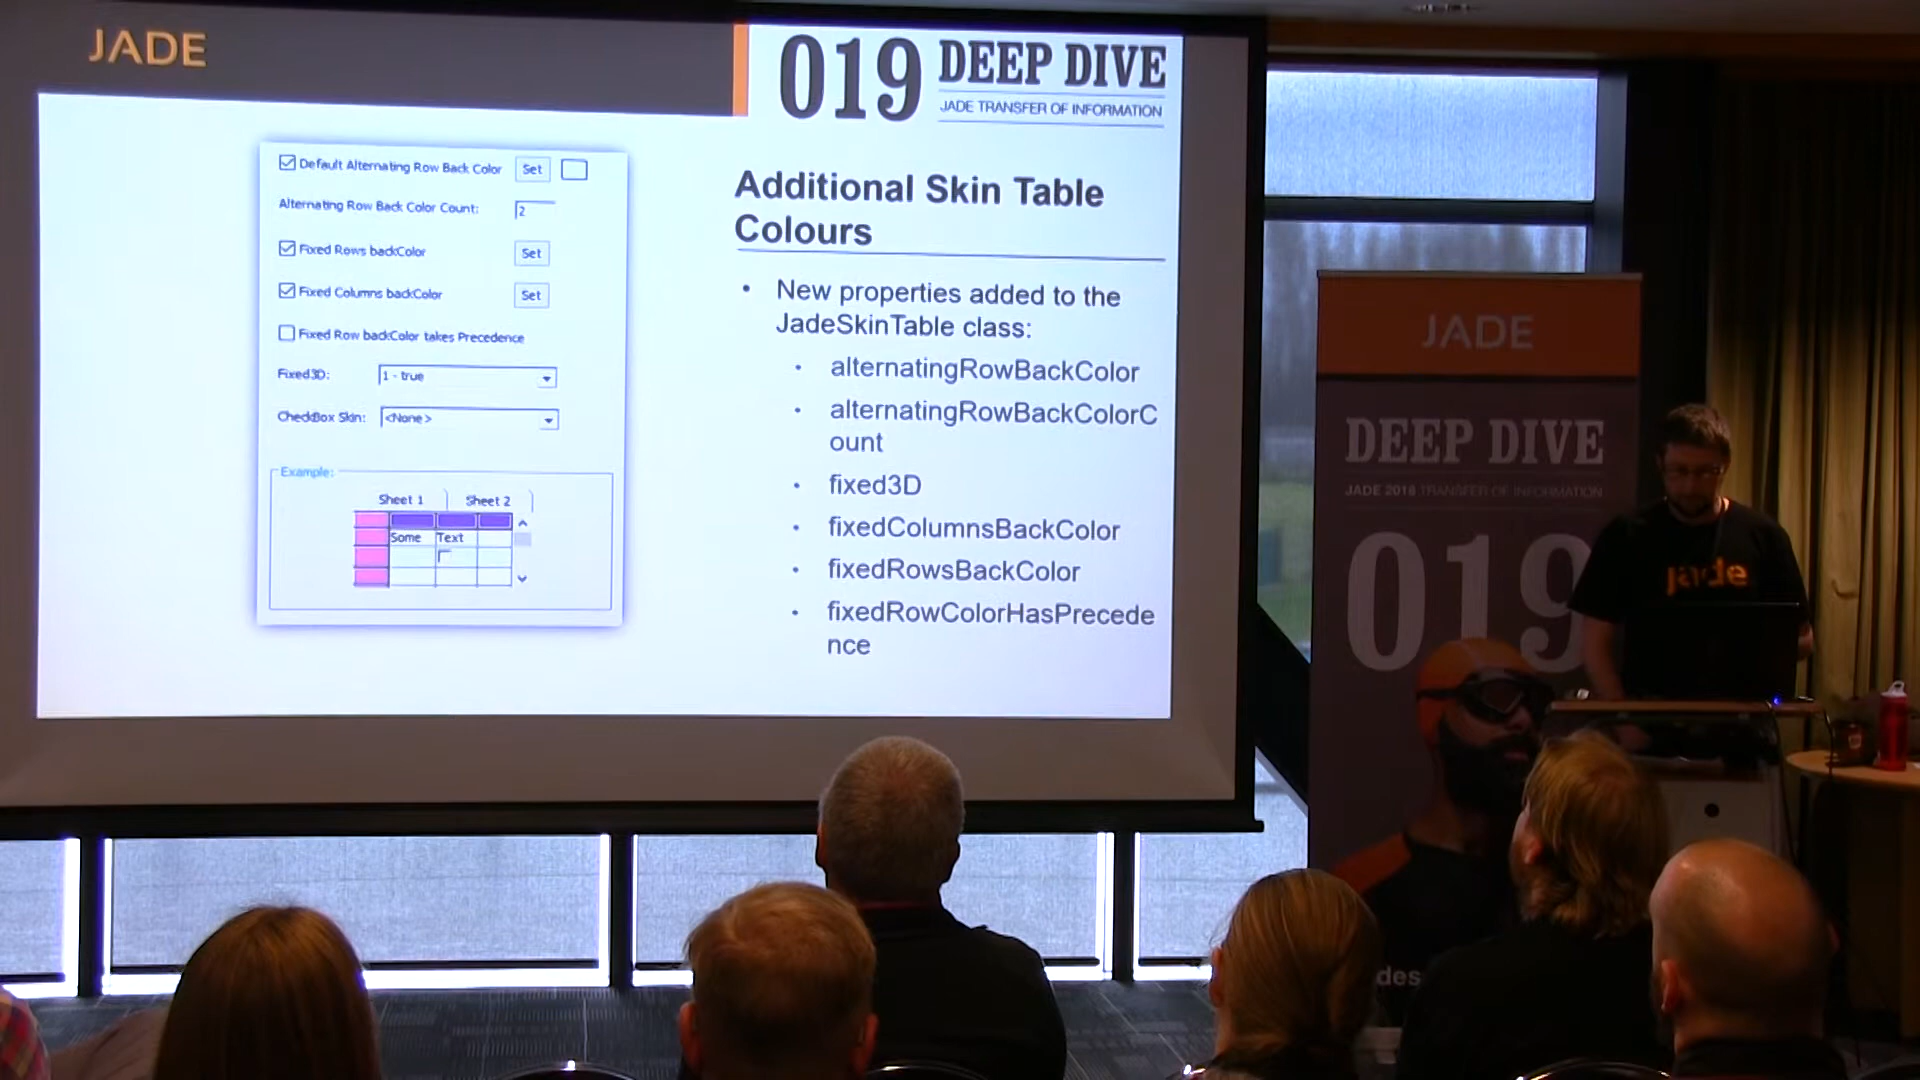 JADE
019 DEEP DIVE
JADE TRANSFER OF INFORMATION
Default Alternating Row Back Color Set
Alternating Row Back Color Count: 2
Fixed Rows backColor Set
Fixed Columns backColor Set
Fixed Row backColor takes Precedence
Fixed3D: 1 - true
CheckBox Skin: <None>
Example:
Sheet 1 Sheet 2
Some Text
Additional Skin Table
Colours
• New properties added to the
JadeSkinTable class:
• alternatingRowBackColor
• alternatingRowBackColorC
ount
• fixed3D
• fixedColumnsBackColor
• fixedRowsBackColor
• fixedRowColorHasPrecede
nce
JADE
DEEP DIVE
JADE 2018 TRANSFER OF INFORMATION
019
jade
des